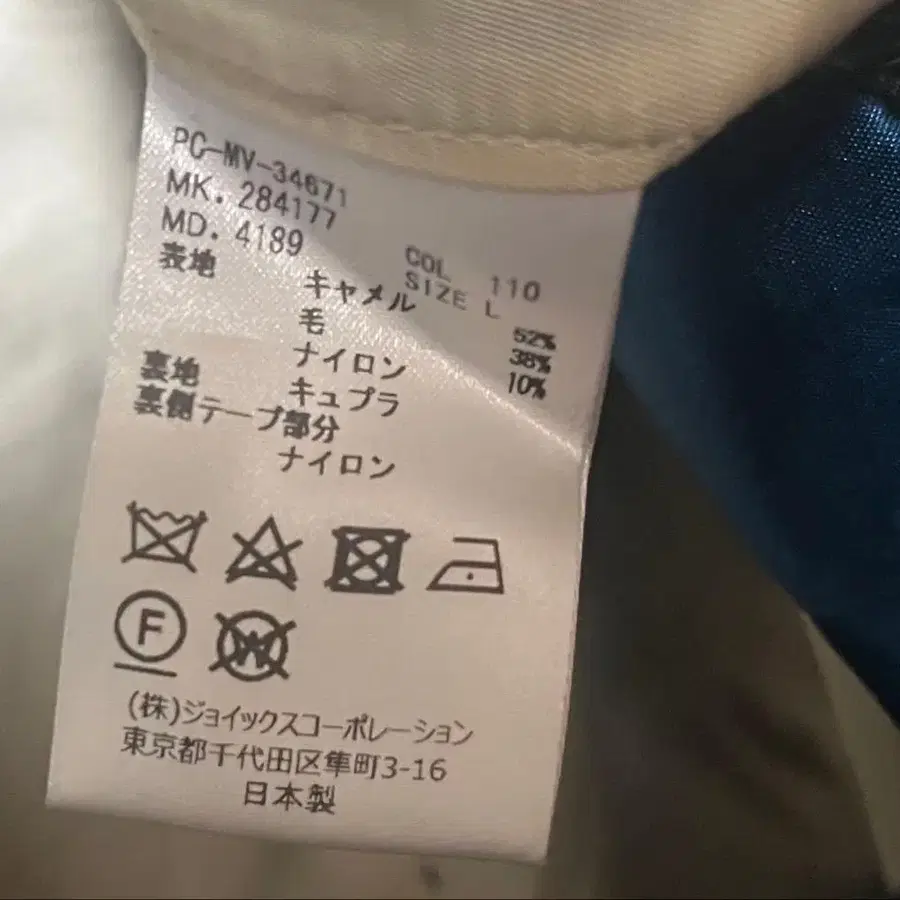 PC-MV-34671
MK. 284177
MD. 4189 COL 110
SIZE L
表地 キャメル 52%
毛 38%
ナイロン 10%
裏地 キュプラ
裏側テープ部分
ナイロン
F
W
(株)ジョイックスコーポレーション
東京都千代田区隼町3-16
日本製